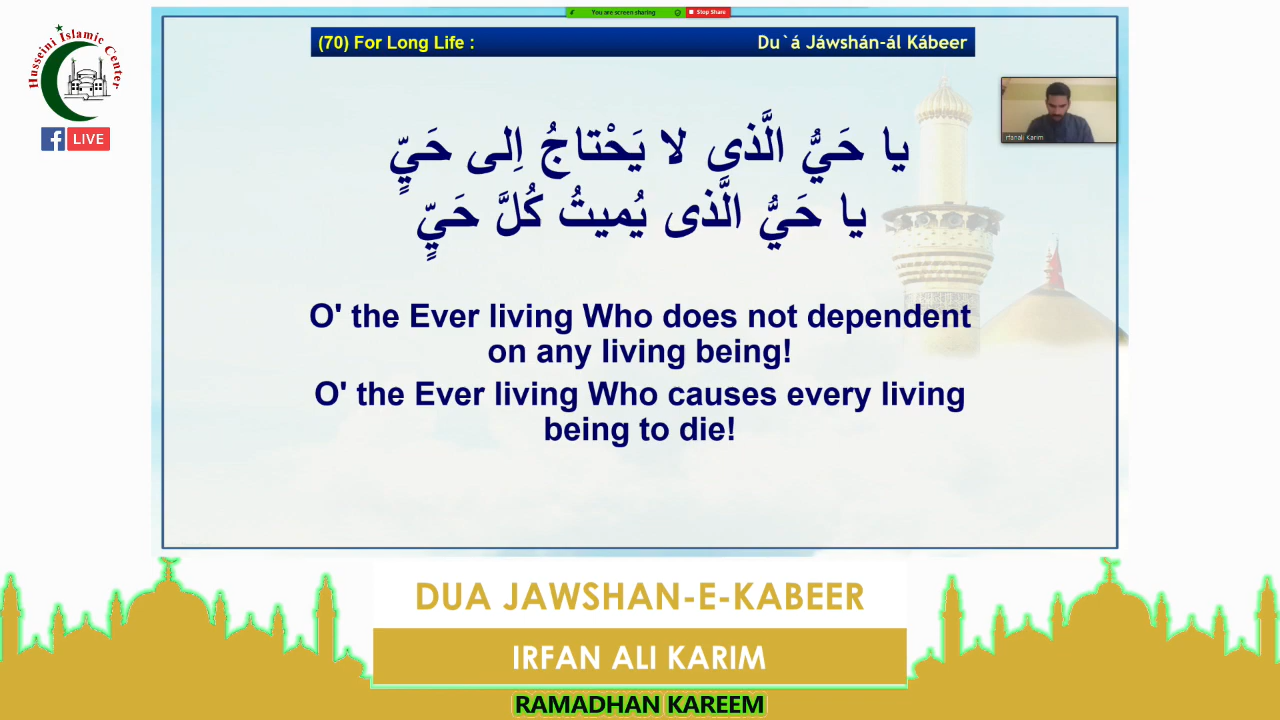 Husseini Islamic Center
LIVE
You are screen sharing
Stop Share
(70) For Long Life :
Du`á Jáwshán-ál Kábeer
Irfanali Karim
يا حَيُّ الَّذى لا يَحْتاجُ اِلى حَيٍّ
يا حَيُّ الَّذى يُميتُ كُلَّ حَيٍّ
O' the Ever living Who does not dependent
on any living being!
O' the Ever living Who causes every living
being to die!
DUA JAWSHAN-E-KABEER
IRFAN ALI KARIM
RAMADHAN KAREEM